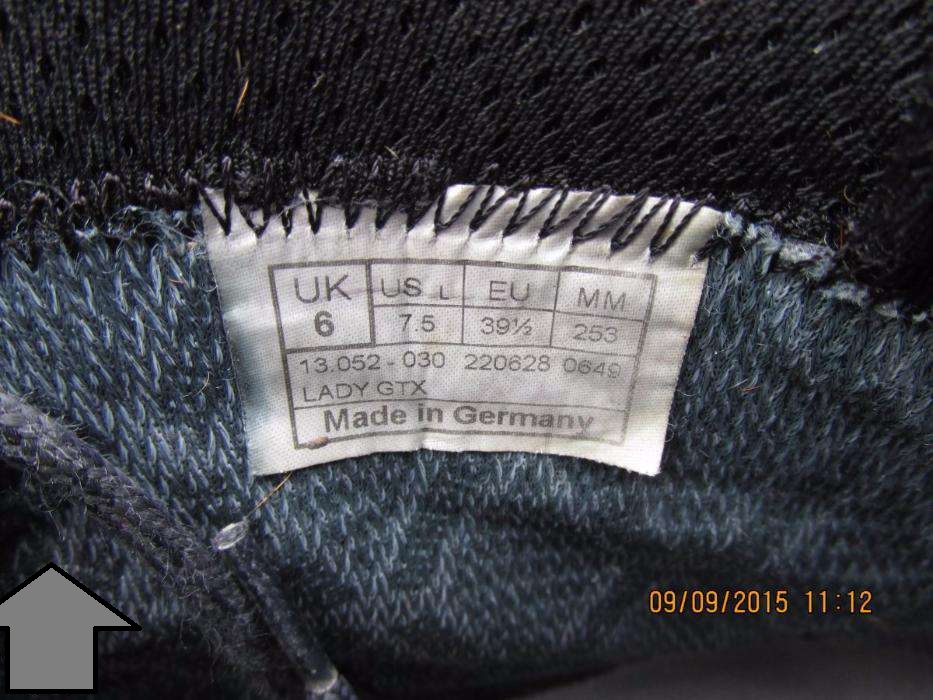 UK US L EU MM
6 7.5 39½ 253
13.052 - 030 220628 0649
LADY GTX
Made in Germany
09/09/2015 11:12